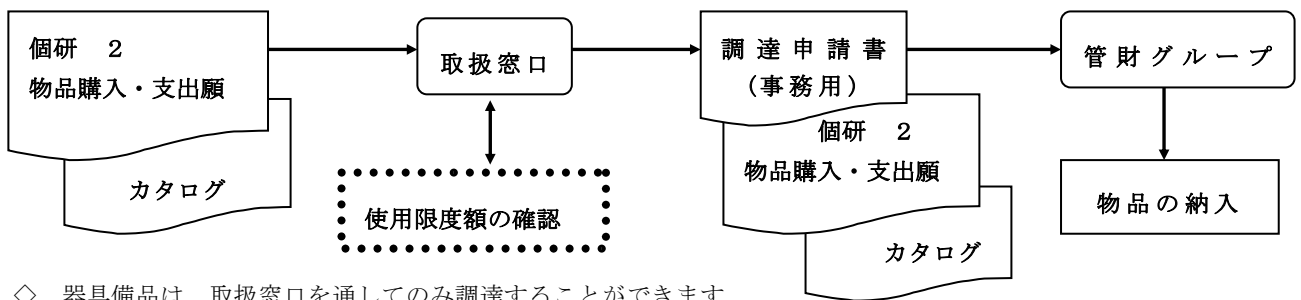 個研　２
物品購入・支出願
カタログ
取扱窓口
使用限度額の確認
調達申請書
(事務用)
個研　２
物品購入・支出願
カタログ
管財グループ
物品の納入
◇　器具備品は、取扱窓口を通してのみ調達することができます